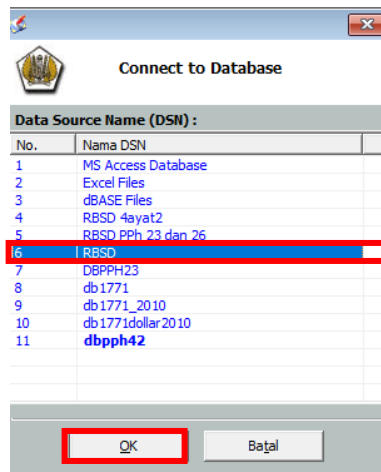 Connect to Database
Data Source Name (DSN) :
No. Nama DSN
1 MS Access Database
2 Excel Files
3 dBASE Files
4 RBSD 4ayat2
5 RBSD PPh 23 dan 26
6 RBSD
7 DBPPH23
8 db1771
9 db1771_2010
10 db1771dollar2010
11 dbpph42
OK Batal